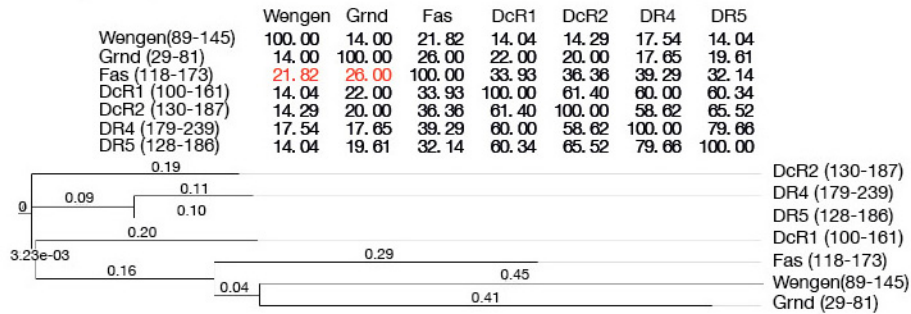 Wengen Grnd Fas DcR1 DcR2 DR4 DR5
Wengen(89-145) 100.00 14.00 21.82 14.04 14.29 17.54 14.04
Grnd (29-81) 14.00 100.00 26.00 22.00 20.00 17.65 19.61
Fas (118-173) 21.82 26.00 100.00 33.93 36.36 39.29 32.14
DcR1 (100-161) 14.04 22.00 33.93 100.00 61.40 60.00 60.34
DcR2 (130-187) 14.29 20.00 36.36 61.40 100.00 58.62 65.52
DR4 (179-239) 17.54 17.65 39.29 60.00 58.62 100.00 79.66
DR5 (128-186) 14.04 19.61 32.14 60.34 65.52 79.66 100.00
0.19 DcR2 (130-187)
0.11 DR4 (179-239)
0 0.09 0.10 DR5 (128-186)
0.20 DcR1 (100-161)
3.23e-03 0.29 Fas (118-173)
0.16 0.45 Wengen(89-145)
0.04 0.41 Grnd (29-81)